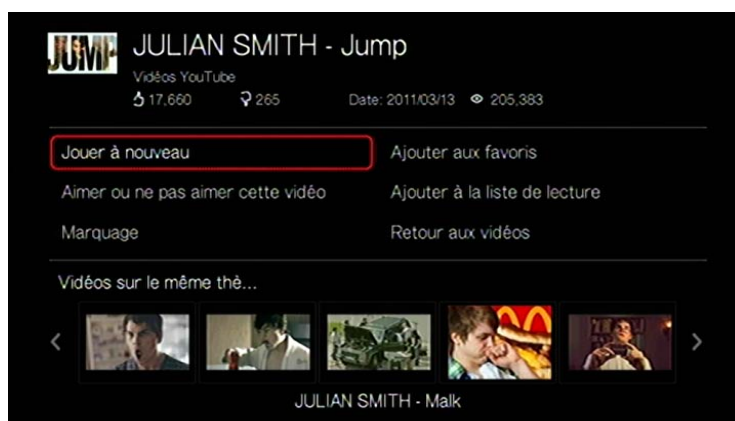 JUMP
JULIAN SMITH - Jump
Vidéos YouTube
17,660 265 Date: 2011/03/13 205,383
Jouer à nouveau Ajouter aux favoris
Aimer ou ne pas aimer cette vidéo Ajouter à la liste de lecture
Marquage Retour aux vidéos
Vidéos sur le même thè...
JULIAN SMITH - Malk